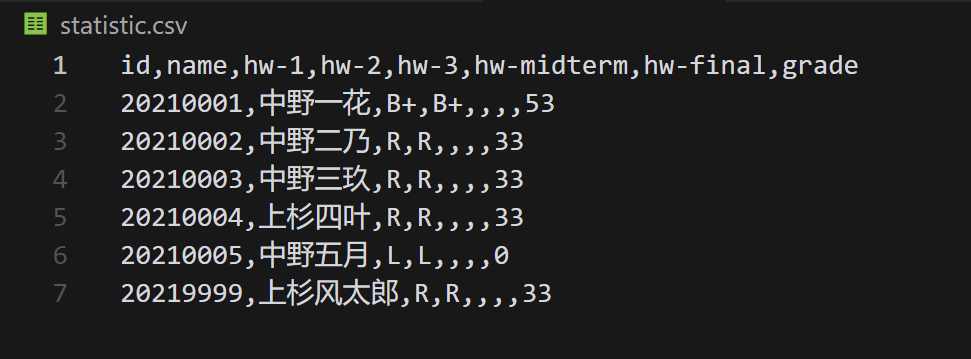 statistic.csv
1 id,name,hw-1,hw-2,hw-3,hw-midterm,hw-final,grade
2 20210001,中野一花,B+,B+,,,,53
3 20210002,中野二乃,R,R,,,,33
4 20210003,中野三玖,R,R,,,,33
5 20210004,上杉四叶,R,R,,,,33
6 20210005,中野五月,L,L,,,,0
7 20219999,上杉风太郎,R,R,,,,33